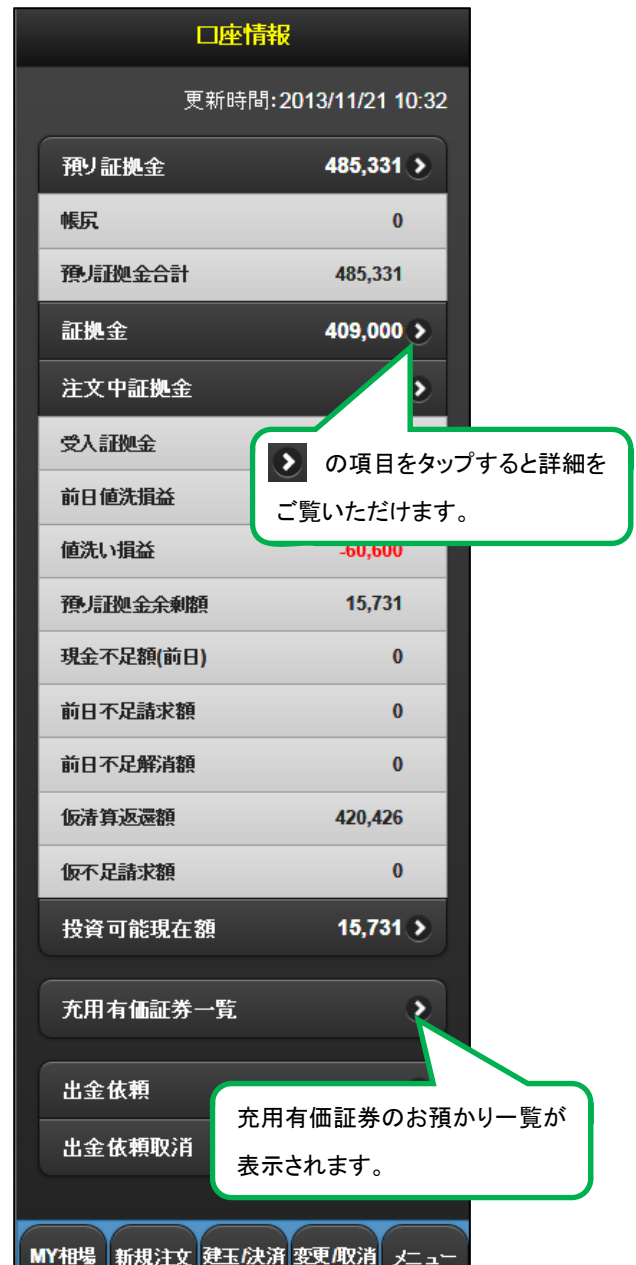 口座情報
更新時間:2013/11/21 10:32
預り証拠金 485,331
帳尻 0
預り証拠金合計 485,331
証拠金 409,000
注文中証拠金
受入証拠金
前日値洗損益
の項目をタップすると詳細を
ご覧いただけます。
値洗い損益 -60,600
預り証拠金余剰額 15,731
現金不足額(前日) 0
前日不足請求額 0
前日不足解消額 0
仮清算返還額 420,426
仮不足請求額 0
投資可能現在額 15,731
充用有価証券一覧
出金依頼
出金依頼取消
充用有価証券のお預かり一覧が
表示されます。
MY相場 新規注文 建玉/決済 変更/取消 メニュー